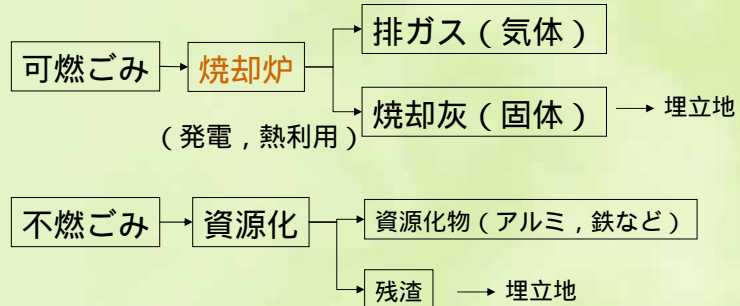 排ガス（気体）
可燃ごみ
焼却炉
焼却灰（固体）
埋立地
（発電，熱利用）
不燃ごみ
資源化
資源化物（アルミ，鉄など）
残渣
埋立地